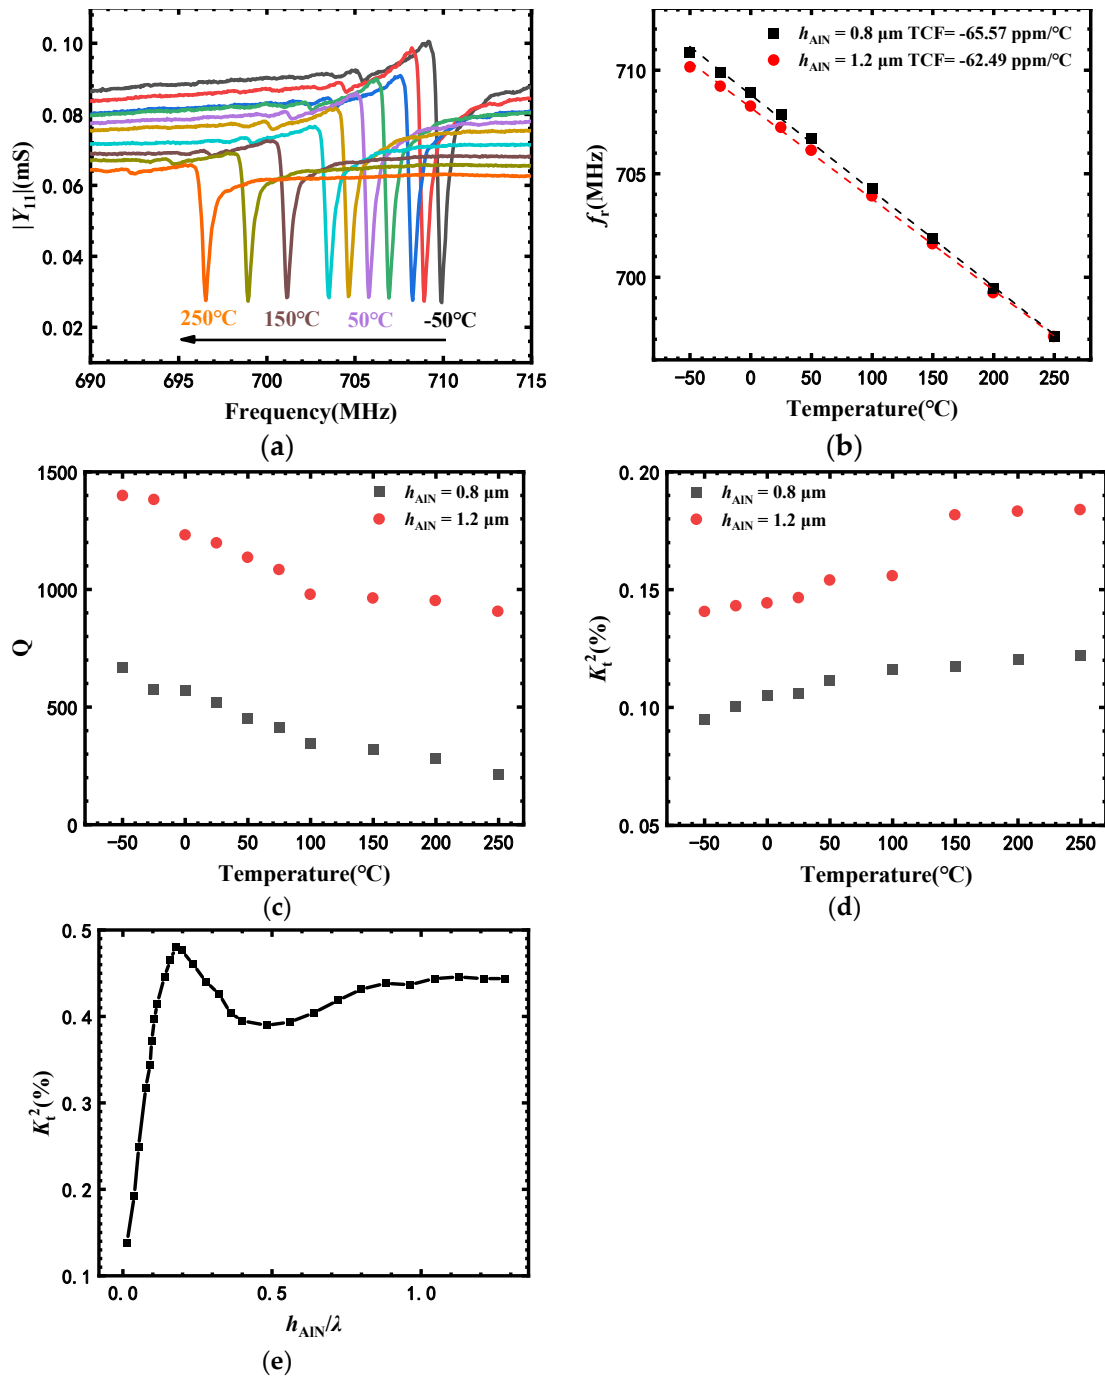 0.10
0.08
0.06
0.04
0.02
|Y11|(mS)
250℃ 150℃ 50℃ -50℃
690 695 700 705 710 715
Frequency(MHz)
(a)
hAlN = 0.8 μm TCF= -65.57 ppm/℃
hAlN = 1.2 μm TCF= -62.49 ppm/℃
710
705
700
fr(MHz)
−50 0 50 100 150 200 250
Temperature(℃)
(b)
1500
1000
500
0
Q
hAlN = 0.8 μm
hAlN = 1.2 μm
−50 0 50 100 150 200 250
Temperature(℃)
(c)
0.20
0.15
0.10
0.05
Kt2(%)
hAlN = 0.8 μm
hAlN = 1.2 μm
−50 0 50 100 150 200 250
Temperature(℃)
(d)
0.5
0.4
0.3
0.2
0.1
Kt2(%)
0.0 0.5 1.0
hAlN/λ
(e)